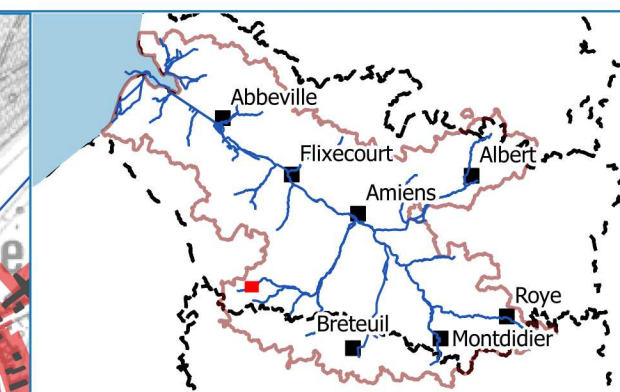 Abbeville
Flixecourt
Albert
Amiens
Roye
Breteuil
Montdidier
e